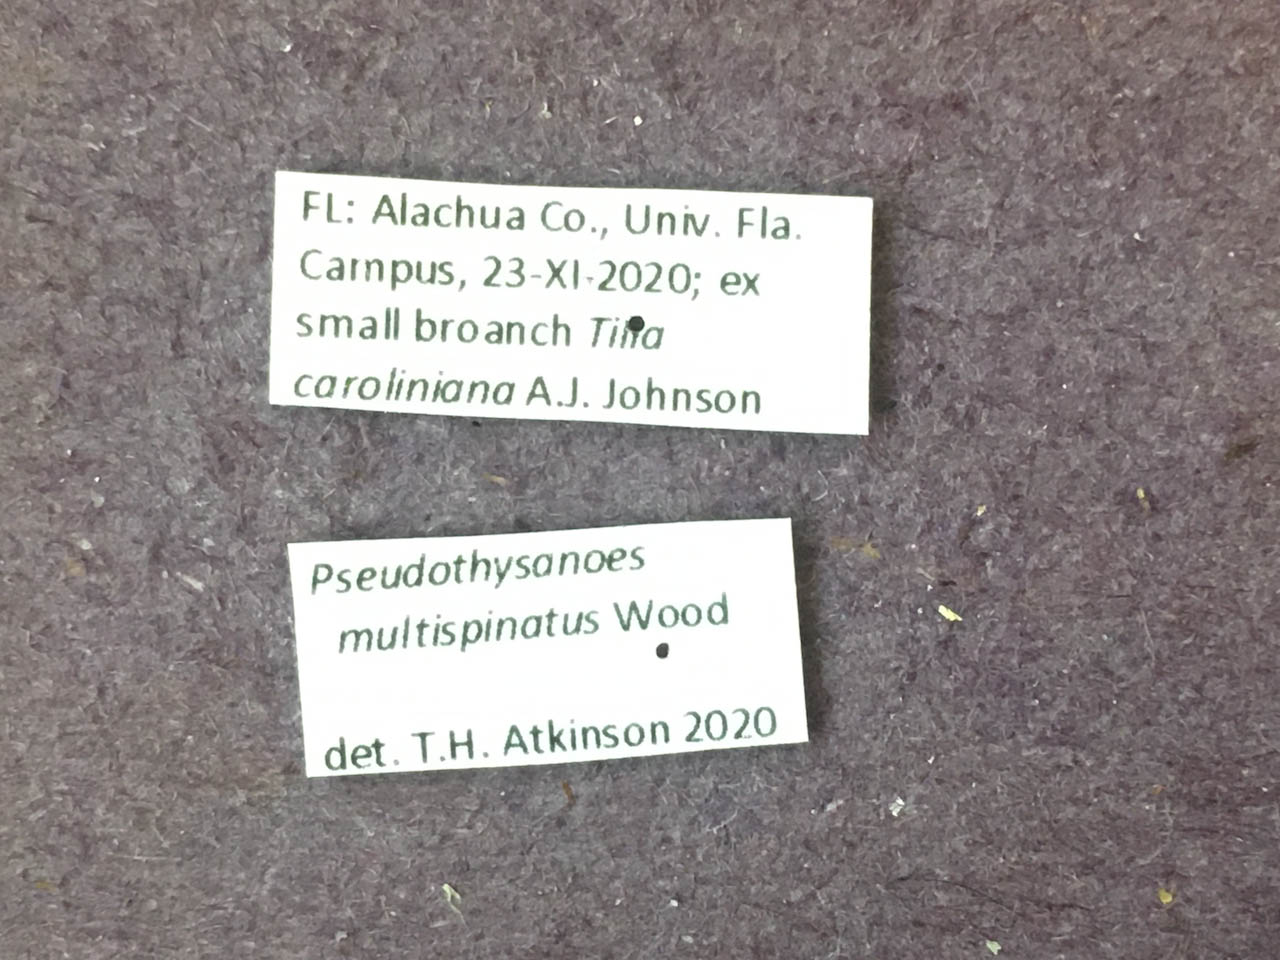 FL: Alachua Co., Univ. Fla.
Campus, 23-XI-2020; ex
small broanch Tilia
caroliniana A.J. Johnson
Pseudothysanoes
multispinatus Wood
det. T.H. Atkinson 2020